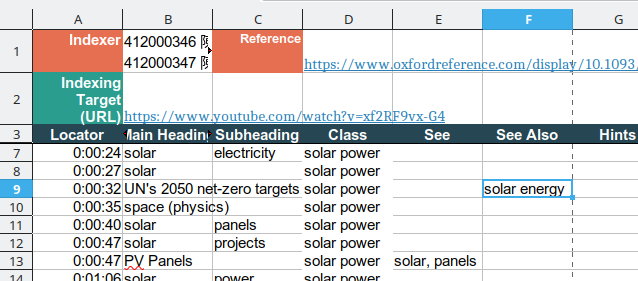 A B C D E F G
1 Indexer 412000346 Reference
412000347 https://www.oxfordreference.com/display/10.1093/
2 Indexing
Target
(URL) https://www.youtube.com/watch?v=xf2RF9vx-G4
3 Locator Main Heading Subheading Class See See Also Hints
7 0:00:24 solar electricity solar power
8 0:00:27 solar solar power
9 0:00:32 UN's 2050 net-zero targets solar power solar energy
10 0:00:35 space (physics) solar power
11 0:00:40 solar panels solar power
12 0:00:47 solar projects solar power
13 0:00:47 PV Panels solar power solar, panels
14 0:01:06 solar power solar power